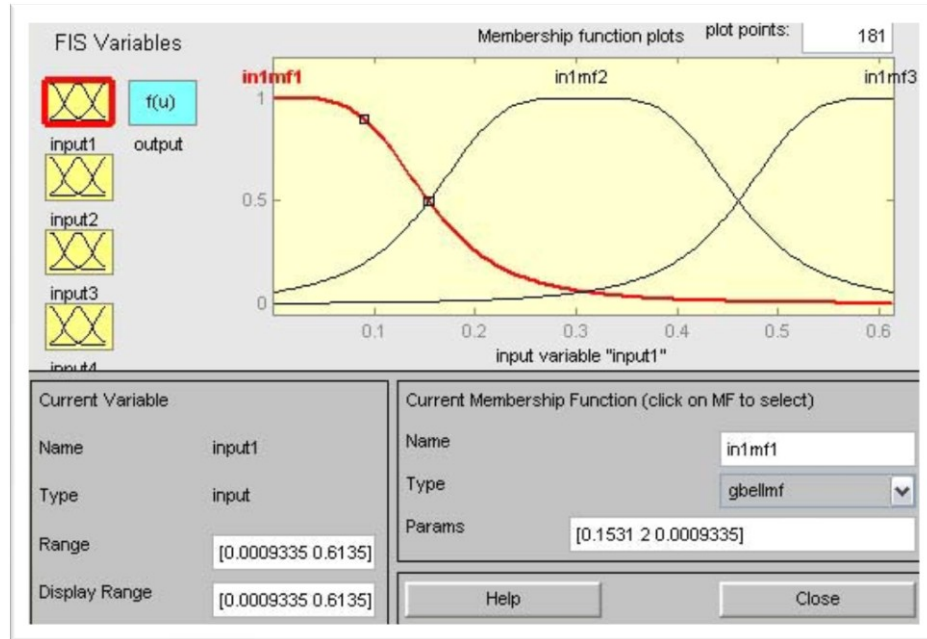 FIS Variables
f(u)
input1 output
input2
input3
input4
Membership function plots plot points: 181
in1mf1 in1mf2 in1mf3
1
0.5
0
0.1 0.2 0.3 0.4 0.5 0.6
input variable "input1"
Current Variable
Name input1
Type input
Range [0.0009335 0.6135]
Display Range [0.0009335 0.6135]
Current Membership Function (click on MF to select)
Name in1mf1
Type gbellmf
Params [0.1531 2 0.0009335]
Help Close